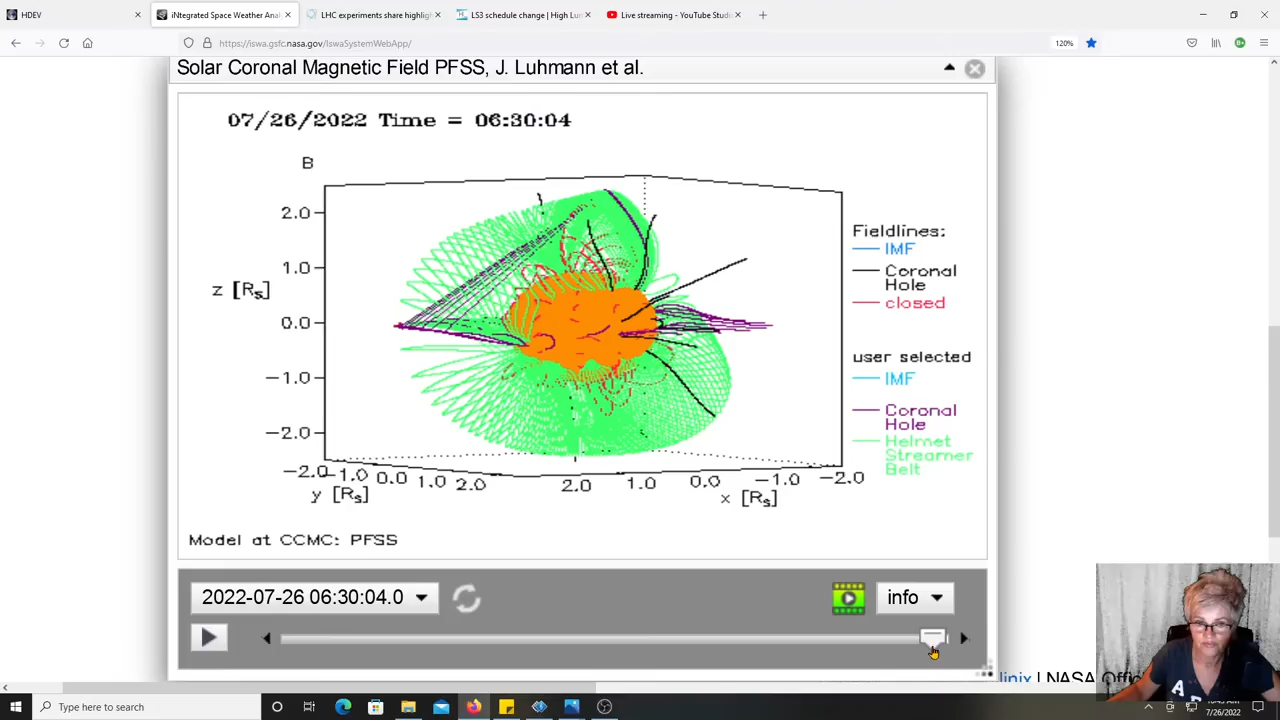 HDEV
iNtegrated Space Weather Anal
LHC experiments share highligh
LS3 schedule change | High Lum
Live streaming - YouTube Studi
https://iswa.gsfc.nasa.gov/IswaSystemWebApp/
120%
Solar Coronal Magnetic Field PFSS, J. Luhmann et al.
07/26/2022 Time = 06:30:04
B
2.0
1.0
0.0
-1.0
-2.0
z [Rs]
-2.0 -1.0 0.0 1.0 2.0
y [Rs]
2.0 1.0 0.0 -1.0 -2.0
x [Rs]
Fieldlines:
IMF
Coronal
Hole
closed
user selected
IMF
Coronal
Hole
Helmet
Streamer
Belt
Model at CCMC: PFSS
2022-07-26 06:30:04.0
info
| NASA Offic
Type here to search
7/26/2022